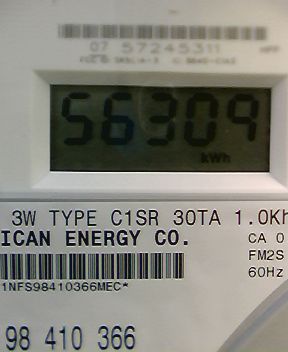 07 57245311
56309
kWh
3W TYPE C1SR 30TA 1.0Kh
ICAN ENERGY CO.
CA 0
FM2S
60Hz
1NFS98410366MEC*
98 410 366